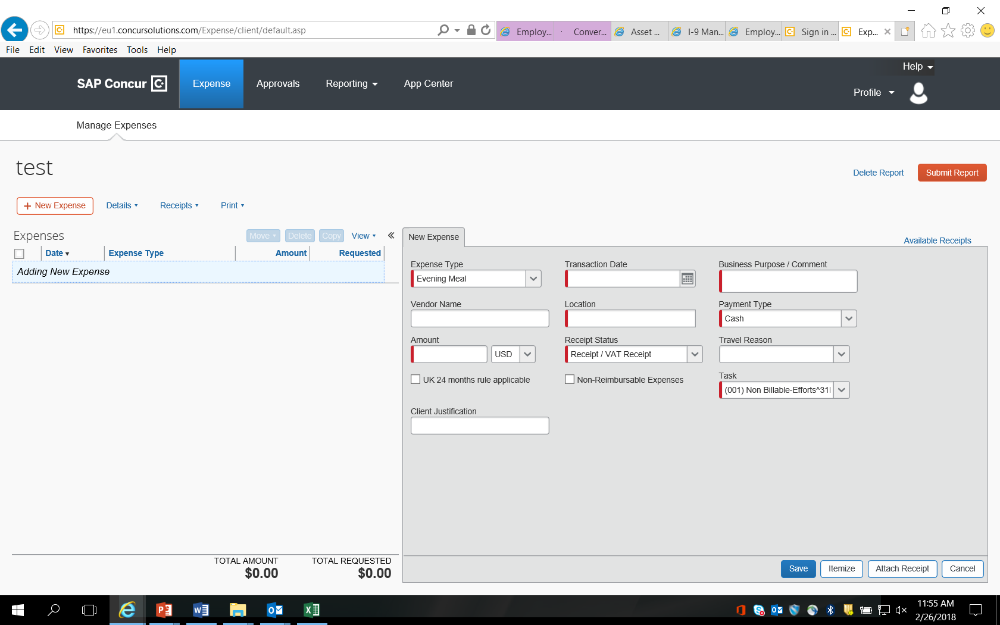 https://eu1.concursolutions.com/Expense/client/default.asp
Employ...
Conver...
Asset ...
I-9 Man...
Employ...
Sign in ...
Exp...
File Edit View Favorites Tools Help
SAP Concur
Expense
Approvals
Reporting
App Center
Help
Profile
Manage Expenses
test
Delete Report
Submit Report
+ New Expense
Details
Receipts
Print
Expenses
Move
Delete
Copy
View
«
New Expense
Available Receipts
Date
Expense Type
Amount
Requested
Adding New Expense
Expense Type
Transaction Date
Business Purpose / Comment
Evening Meal
Vendor Name
Location
Payment Type
Cash
Amount
Receipt Status
Travel Reason
USD
Receipt / VAT Receipt
UK 24 months rule applicable
Non-Reimbursable Expenses
Task
(001) Non Billable-Efforts^31
Client Justification
TOTAL AMOUNT
$0.00
TOTAL REQUESTED
$0.00
Save
Itemize
Attach Receipt
Cancel
11:55 AM
2/26/2018